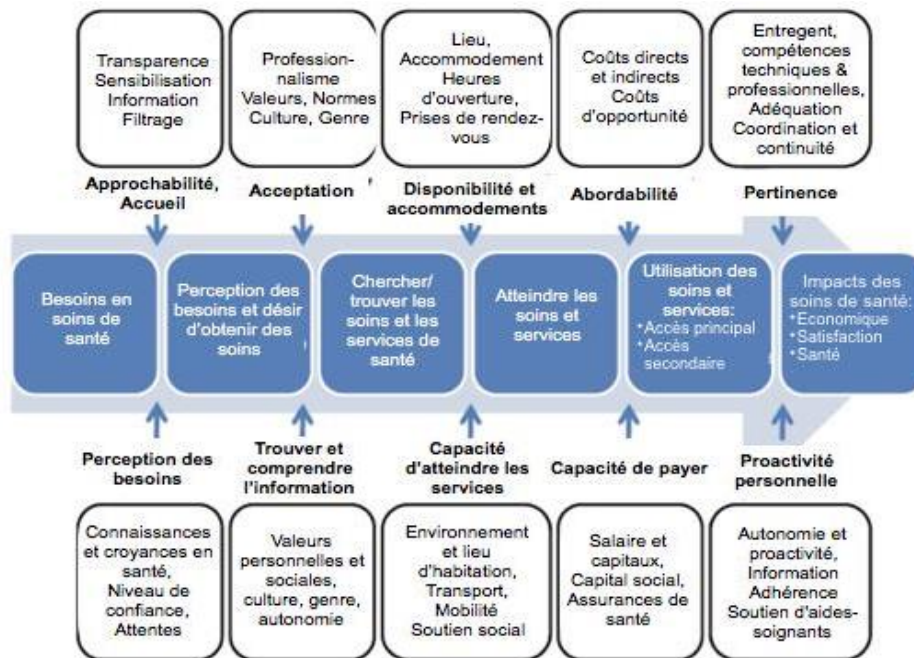 Transparence
Sensibilisation
Information
Filtrage
Profession-
nalisme
Valeurs, Normes
Culture, Genre
Lieu,
Accommodement
Heures
d'ouverture,
Prises de rendez-
vous
Coûts directs
et indirects
Coûts
d'opportunité
Entregent,
compétences
techniques &
professionnelles,
Adéquation
Coordination et
continuité
Approchabilité,
Accueil
Acceptation
Disponibilité et
accommodements
Abordabilité
Pertinence
Besoins en
soins de
santé
Perception des
besoins et désir
d'obtenir des
soins
Chercher/
trouver les
soins et les
services de
santé
Atteindre les
soins et
services
Utilisation des
soins et
services:
•Accès principal
•Accès
secondaire
Impacts des
soins de santé:
•Economique
•Satisfaction
•Santé
Perception des
besoins
Trouver et
comprendre
l'information
Capacité
d'atteindre les
services
Capacité de payer
Proactivité
personnelle
Connaissances
et croyances en
santé,
Niveau de
confiance,
Attentes
Valeurs
personnelles et
sociales,
culture, genre,
autonomie
Environnement
et lieu
d'habitation,
Transport,
Mobilité
Soutien social
Salaire et
capitaux,
Capital social,
Assurances de
santé
Autonomie et
proactivité,
Information
Adhérence
Soutien d'aides-
soignants